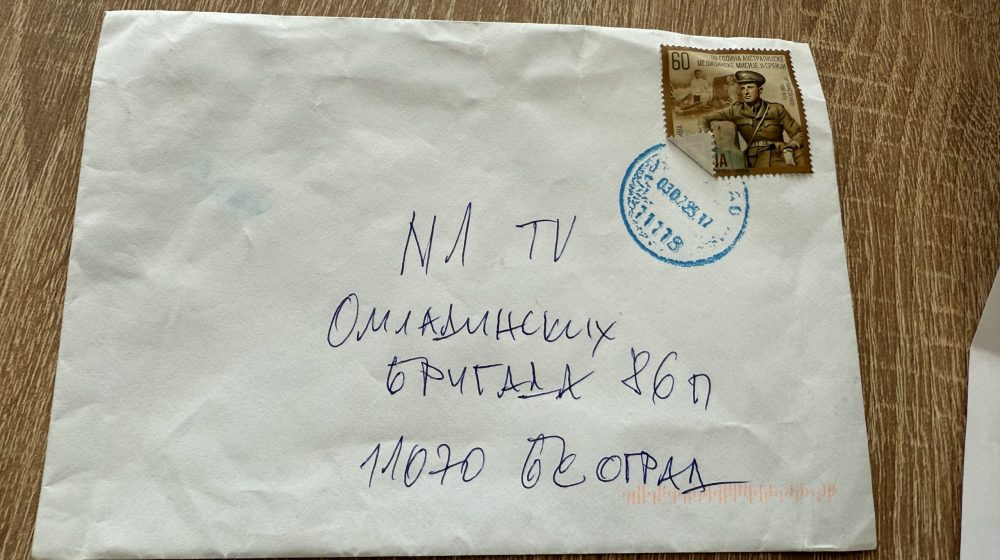 60
ГОДИНА АУСТРАЛИЈСКЕ
МЕДИЦИНСКЕ МИСИЈЕ У СРБИЈИ
03.07.25.17
11118
N1 TV
ОМЛАДИНСКИХ
БРИГАДА 86п
11070 БЕОГРАД